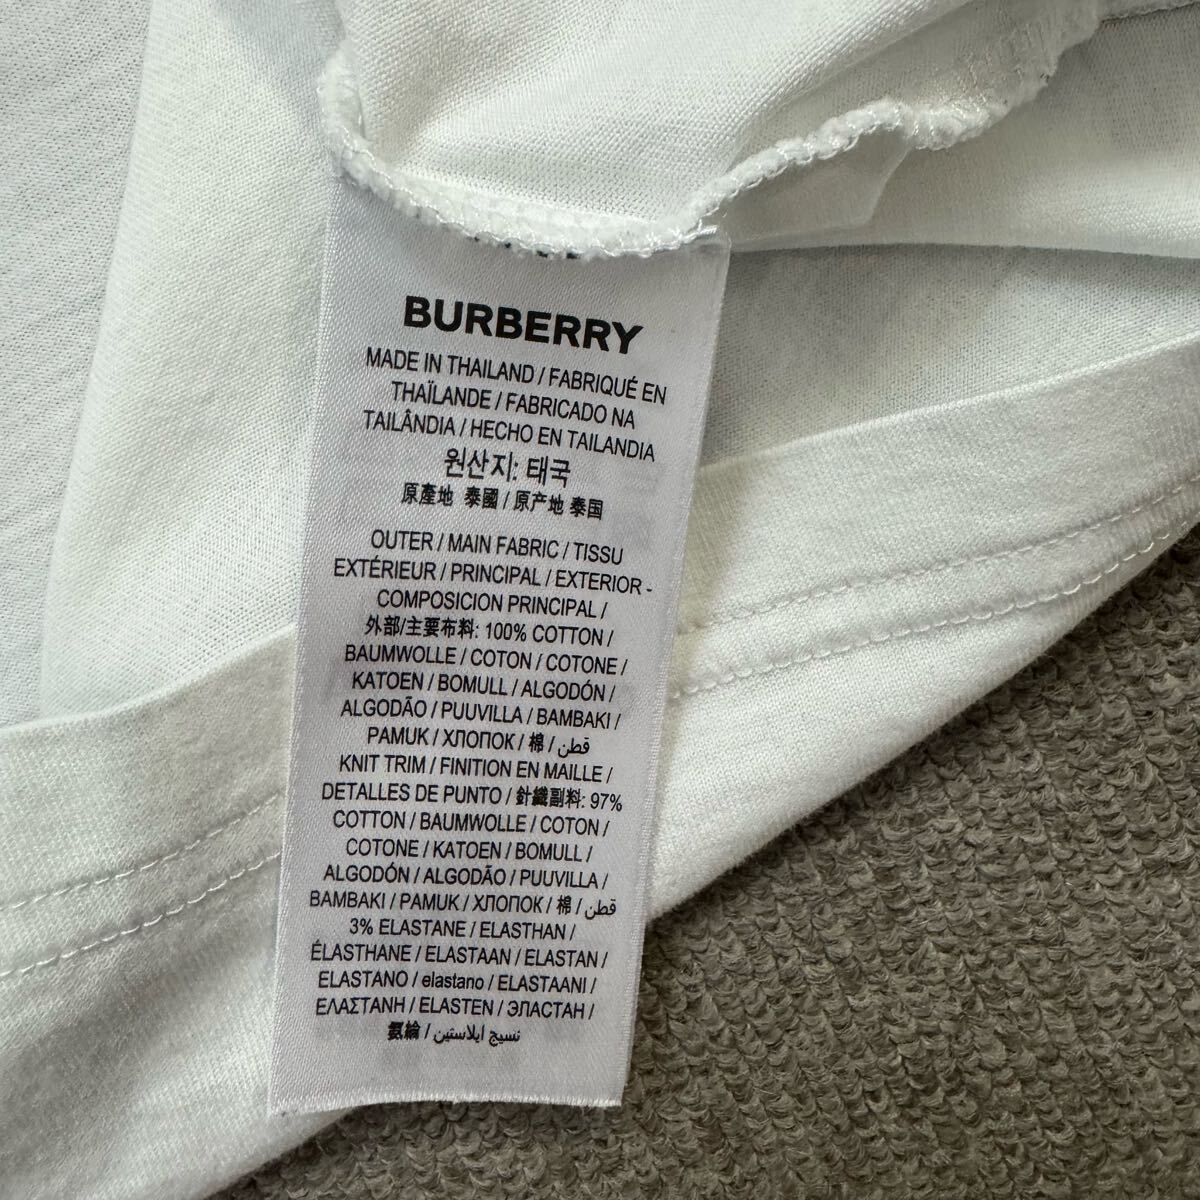 BURBERRY
MADE IN THAILAND / FABRIQUÉ EN
THAÏLANDE / FABRICADO NA
TAILÂNDIA / HECHO EN TAILANDIA
원산지: 태국
原產地 泰國 / 原产地 泰国
OUTER / MAIN FABRIC / TISSU
EXTÉRIEUR / PRINCIPAL / EXTERIOR -
COMPOSICION PRINCIPAL /
外部/主要布料: 100% COTTON /
BAUMWOLLE / COTON / COTONE /
KATOEN / BOMULL / ALGODÓN /
ALGODÃO / PUUVILLA / BAMBAKI /
PAMUK / ХЛОПОК / 棉 / قطن
KNIT TRIM / FINITION EN MAILLE /
DETALLES DE PUNTO / 針織副料: 97%
COTTON / BAUMWOLLE / COTON /
COTONE / KATOEN / BOMULL /
ALGODÓN / ALGODÃO / PUUVILLA /
BAMBAKI / PAMUK / ХЛОПОК / 棉 / قطن
3% ELASTANE / ELASTHAN /
ÉLASTHANE / ELASTAAN / ELASTAN /
ELASTANO / elastano / ELASTAANI /
ΕΛΑΣΤΑΝΗ / ELASTEN / ЭЛАСТАН /
氨綸 / نسيج ايلاستين